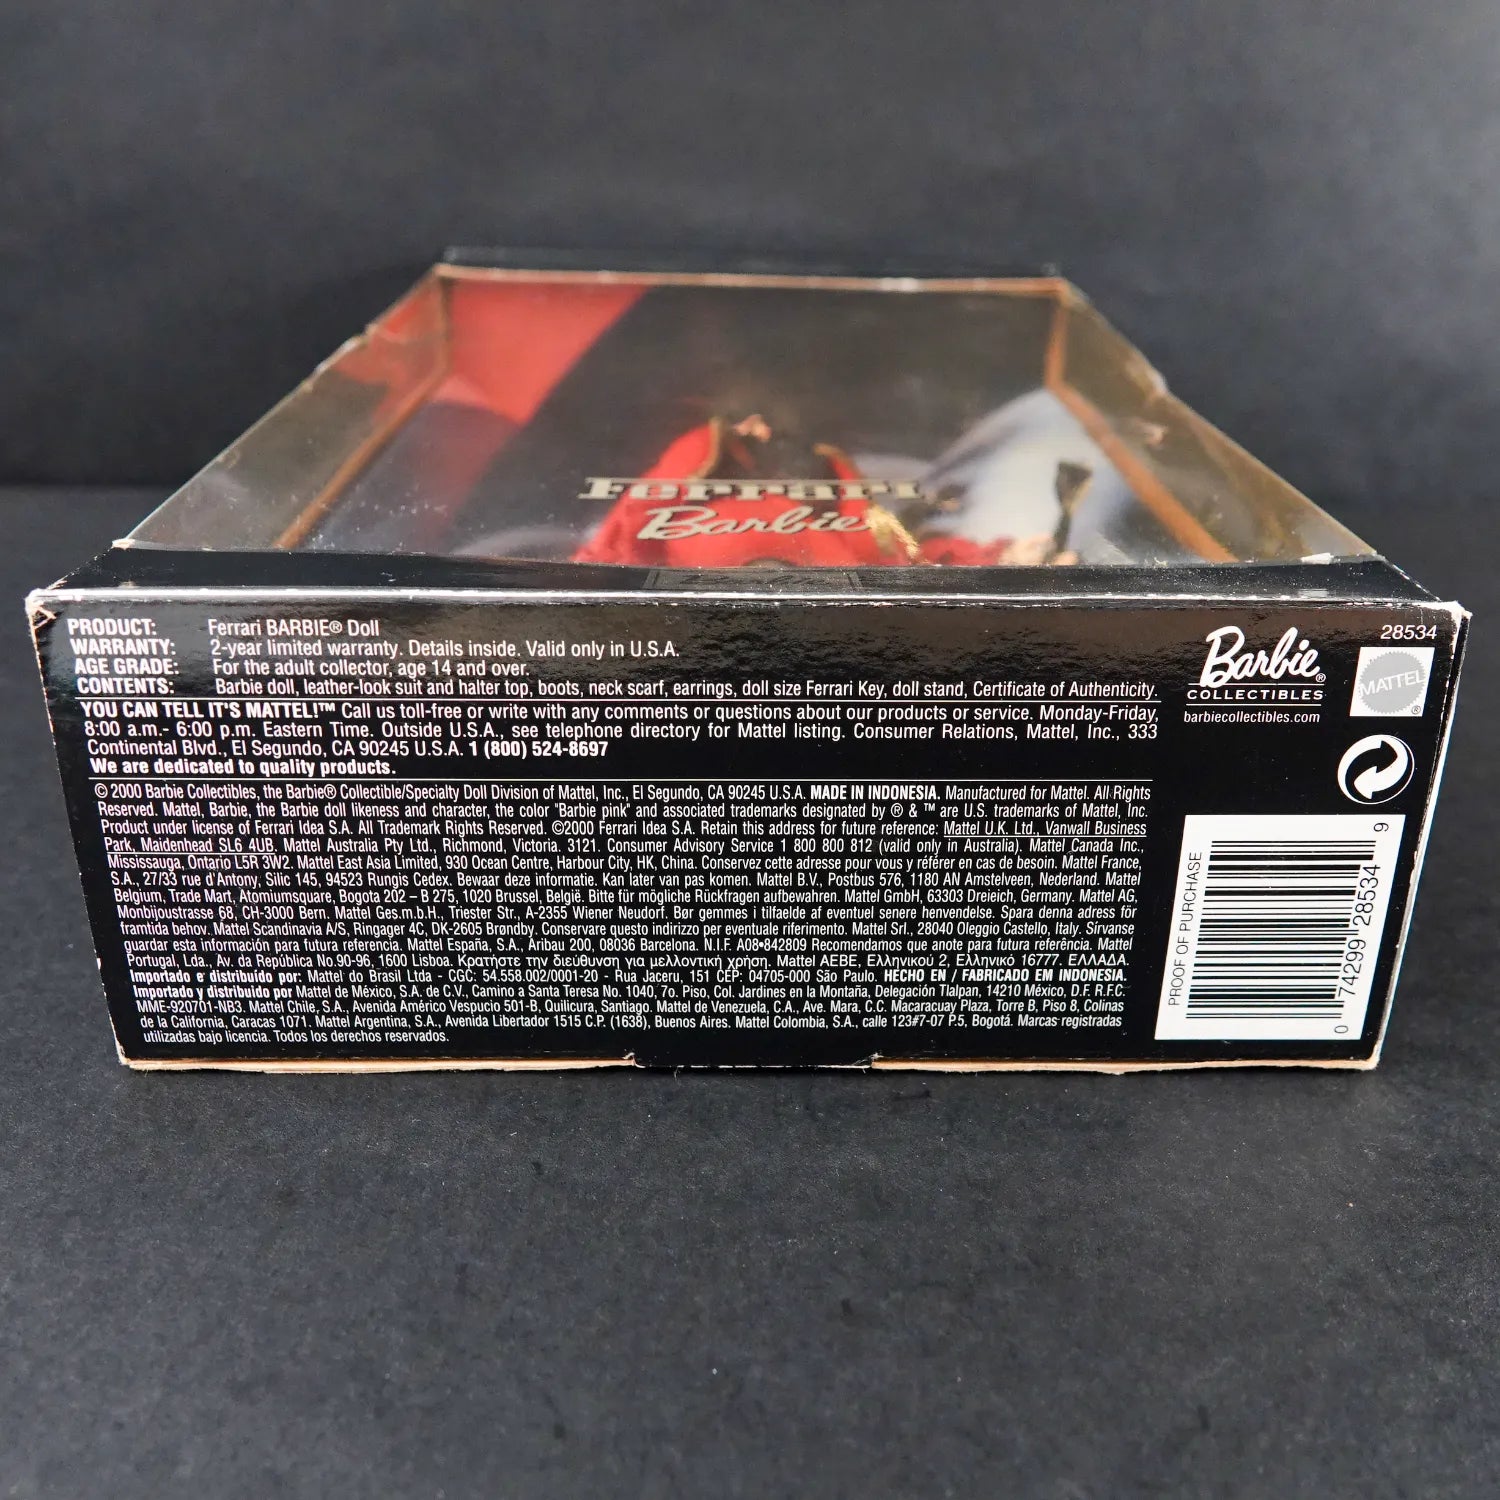 Ferrari
Barbie
PRODUCT: Ferrari BARBIE® Doll
WARRANTY: 2-year limited warranty. Details inside. Valid only in U.S.A.
AGE GRADE: For the adult collector, age 14 and over.
CONTENTS: Barbie doll, leather-look suit and halter top, boots, neck scarf, earrings, doll size Ferrari Key, doll stand, Certificate of Authenticity.
YOU CAN TELL IT'S MATTEL!™ Call us toll-free or write with any comments or questions about our products or service. Monday-Friday,
8:00 a.m.- 6:00 p.m. Eastern Time. Outside U.S.A., see telephone directory for Mattel listing. Consumer Relations, Mattel, Inc., 333
Continental Blvd., El Segundo, CA 90245 U.S.A. 1 (800) 524-8697
We are dedicated to quality products.
© 2000 Barbie Collectibles, the Barbie® Collectible/Specialty Doll Division of Mattel, Inc., El Segundo, CA 90245 U.S.A. MADE IN INDONESIA. Manufactured for Mattel. All Rights
Reserved. Mattel, Barbie, the Barbie doll likeness and character, the color "Barbie pink" and associated trademarks designated by ® & ™ are U.S. trademarks of Mattel, Inc.
Product under license of Ferrari Idea S.A. All Trademark Rights Reserved. ©2000 Ferrari Idea S.A. Retain this address for future reference: Mattel U.K. Ltd., Vanwall Business
Park, Maidenhead SL6 4UB. Mattel Australia Pty Ltd., Richmond, Victoria. 3121. Consumer Advisory Service 1 800 800 812 (valid only in Australia). Mattel Canada Inc.,
Mississauga, Ontario L5R 3W2. Mattel East Asia Limited, 930 Ocean Centre, Harbour City, HK, China. Conservez cette adresse pour vous y référer en cas de besoin. Mattel France,
S.A., 27/33 rue d'Antony, Silic 145, 94523 Rungis Cedex. Bewaar deze informatie. Kan later van pas komen. Mattel B.V., Postbus 576, 1180 AN Amstelveen, Nederland. Mattel
Belgium, Trade Mart, Atomiumsquare, Bogota 202 – B 275, 1020 Brussel, België. Bitte für mögliche Rückfragen aufbewahren. Mattel GmbH, 63303 Dreieich, Germany. Mattel AG,
Monbijoustrasse 68, CH-3000 Bern. Mattel Ges.m.b.H., Triester Str., A-2355 Wiener Neudorf. Bør gemmes i tilfælde af eventuel senere henvendelse. Spara denna adress för
framtida behov. Mattel Scandinavia A/S, Ringager 4C, DK-2605 Brøndby. Conservare questo indirizzo per eventuale riferimento. Mattel Srl., 28040 Oleggio Castello, Italy. Sírvanse
guardar esta información para futura referencia. Mattel España, S.A., Aribau 200, 08036 Barcelona. N.I.F. A08•842809 Recomendamos que anote para futura referência. Mattel
Portugal, Lda., Av. da República No.90-96, 1600 Lisboa. Κρατήστε την διεύθυνση για μελλοντική χρήση. Mattel AEBE, Ελληνικού 2, Ελληνικό 16777. ΕΛΛΑΔΑ.
Importado e distribuído por: Mattel do Brasil Ltda - CGC: 54.558.002/0001-20 - Rua Jaceru, 151 CEP: 04705-000 São Paulo. HECHO EN / FABRICADO EM INDONESIA.
Importado y distribuido por Mattel de México, S.A. de C.V., Camino a Santa Teresa No. 1040, 7o. Piso, Col. Jardines en la Montaña, Delegación Tlalpan, 14210 México, D.F. R.F.C.
MME-920701-NB3. Mattel Chile, S.A., Avenida Américo Vespucio 501-B, Quilicura, Santiago. Mattel de Venezuela, C.A., Ave. Mara, C.C. Macaracuay Plaza, Torre B, Piso 8, Colinas
de la California, Caracas 1071. Mattel Argentina, S.A., Avenida Libertador 1515 C.P. (1638), Buenos Aires. Mattel Colombia, S.A., calle 123#7-07 P.5, Bogotá. Marcas registradas
utilizadas bajo licencia. Todos los derechos reservados.
Barbie®
COLLECTIBLES
barbiecollectibles.com
28534
MATTEL®
PROOF OF PURCHASE
0 74299 28534 9